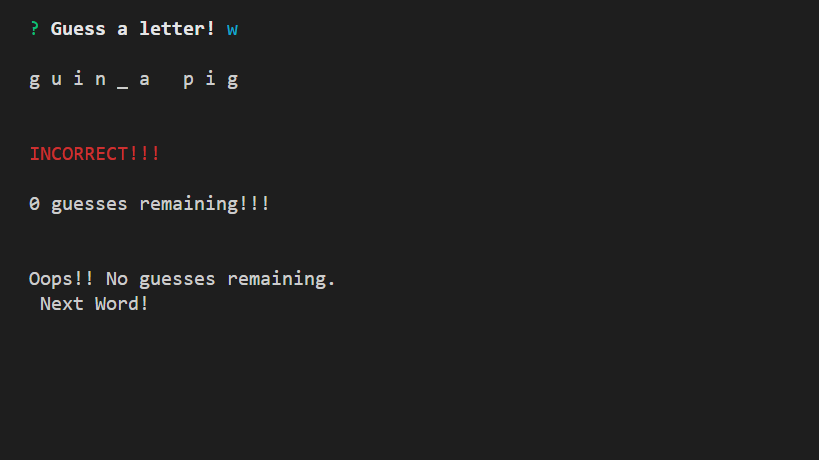 ? Guess a letter! w
g u i n _ a   p i g
INCORRECT!!!
0 guesses remaining!!!
Oops!! No guesses remaining.
Next Word!